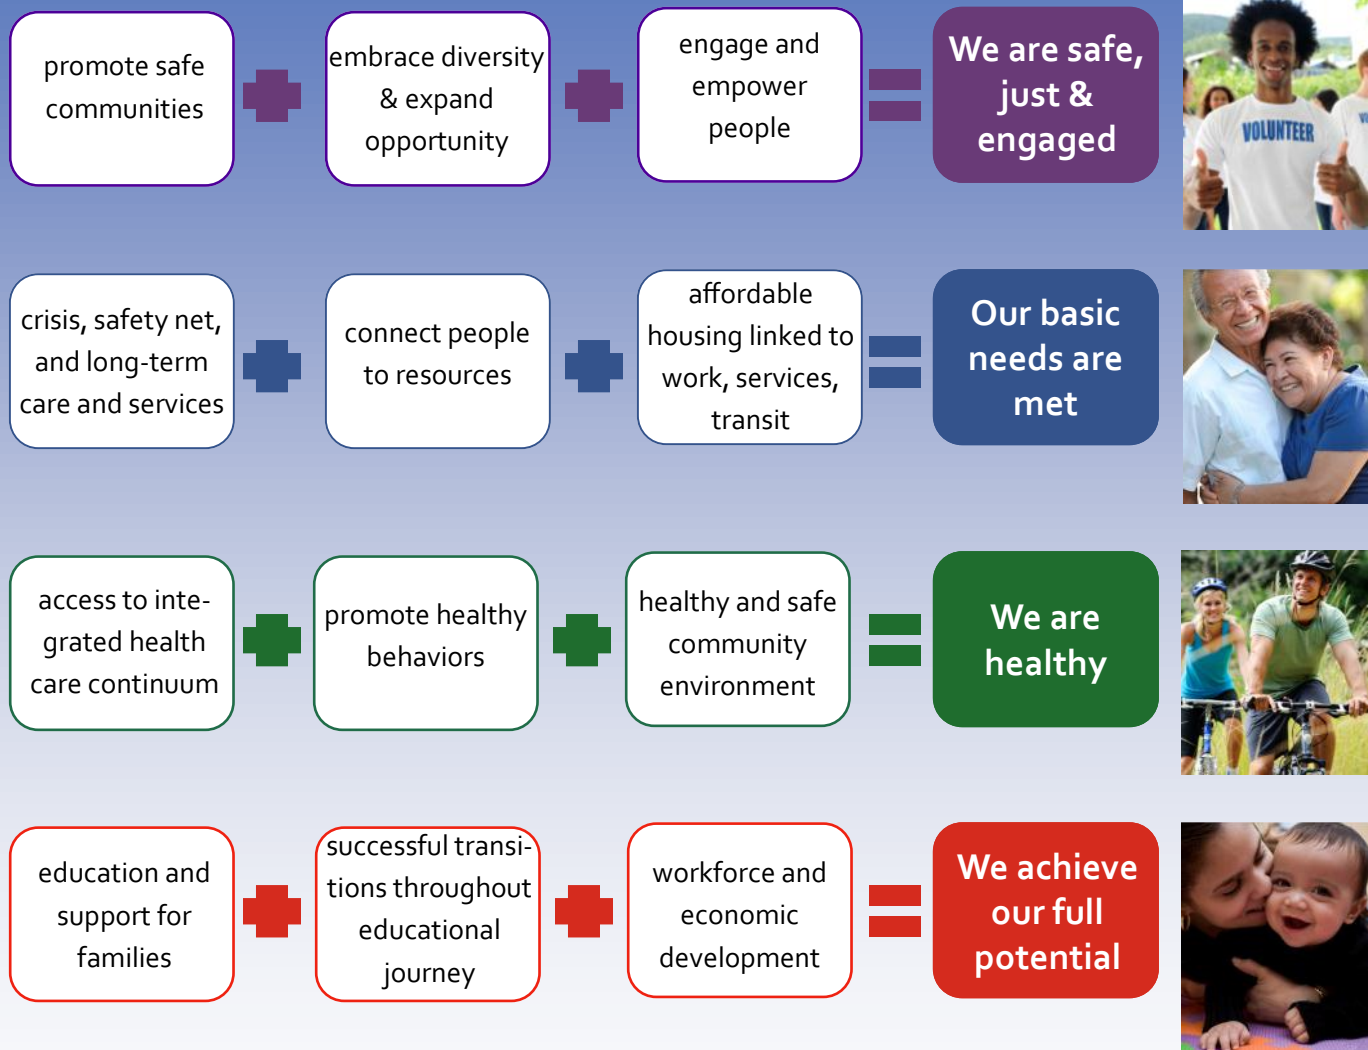 promote safe
communities
embrace diversity
& expand
opportunity
engage and
empower
people
We are safe,
just &
engaged
VOLUNTEER
crisis, safety net,
and long-term
care and services
connect people
to resources
affordable
housing linked to
work, services,
transit
Our basic
needs are
met
access to inte-
grated health
care continuum
promote healthy
behaviors
healthy and safe
community
environment
We are
healthy
education and
support for
families
successful transi-
tions throughout
educational
journey
workforce and
economic
development
We achieve
our full
potential